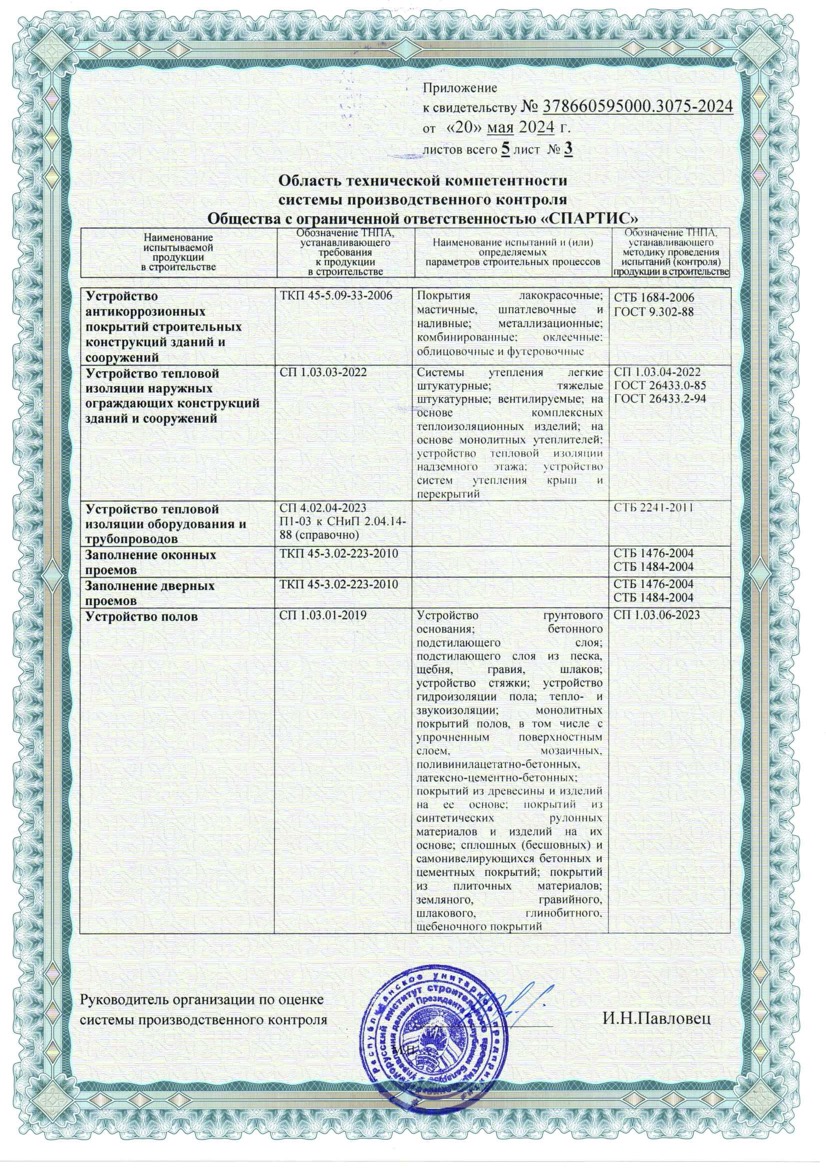 Приложение
к свидетельству № 378660595000.3075-2024
от «20» мая 2024 г.
листов всего 5 лист № 3
Область технической компетентности
системы производственного контроля
Общества с ограниченной ответственностью «СПАРТИС»
Наименование
испытываемой
продукции
в строительстве
Обозначение ТНПА,
устанавливающего
требования
к продукции
в строительстве
Наименование испытаний и (или)
определяемых
параметров строительных процессов
Обозначение ТНПА,
устанавливающего
методику проведения
испытаний (контроля)
продукции в строительстве
Устройство
антикоррозионных
покрытий строительных
конструкций зданий и
сооружений
ТКП 45-5.09-33-2006
Покрытия лакокрасочные;
мастичные, шпатлевочные и
наливные; металлизационные;
комбинированные; оклеечные;
облицовочные и футеровочные
СТБ 1684-2006
ГОСТ 9.302-88
Устройство тепловой
изоляции наружных
ограждающих конструкций
зданий и сооружений
СП 1.03.03-2022
Системы утепления легкие
штукатурные; тяжелые
штукатурные; вентилируемые; на
основе комплексных
теплоизоляционных изделий; на
основе монолитных утеплителей;
устройство тепловой изоляции
надземного этажа; устройство
систем утепления крыш и
перекрытий
СП 1.03.04-2022
ГОСТ 26433.0-85
ГОСТ 26433.2-94
Устройство тепловой
изоляции оборудования и
трубопроводов
СП 4.02.04-2023
П1-03 к СНиП 2.04.14-
88 (справочно)
СТБ 2241-2011
Заполнение оконных
проемов
ТКП 45-3.02-223-2010
СТБ 1476-2004
СТБ 1484-2004
Заполнение дверных
проемов
ТКП 45-3.02-223-2010
СТБ 1476-2004
СТБ 1484-2004
Устройство полов
СП 1.03.01-2019
Устройство грунтового
основания; бетонного
подстилающего слоя;
подстилающего слоя из песка,
щебня, гравия, шлаков;
устройство стяжки; устройство
гидроизоляции пола; тепло- и
звукоизоляции; монолитных
покрытий полов, в том числе с
упрочненным поверхностным
слоем, мозаичных,
поливинилацетатно-бетонных,
латексно-цементно-бетонных;
покрытий из древесины и изделий
на ее основе; покрытий из
синтетических рулонных
материалов и изделий на их
основе; сплошных (бесшовных) и
самонивелирующихся бетонных и
цементных покрытий; покрытий
из плиточных материалов;
земляного, гравийного,
шлакового, глинобитного,
щебеночного покрытий
СП 1.03.06-2023
Руководитель организации по оценке
системы производственного контроля
И.Н.Павловец
Республиканское унитарное предприятие
институт строительного